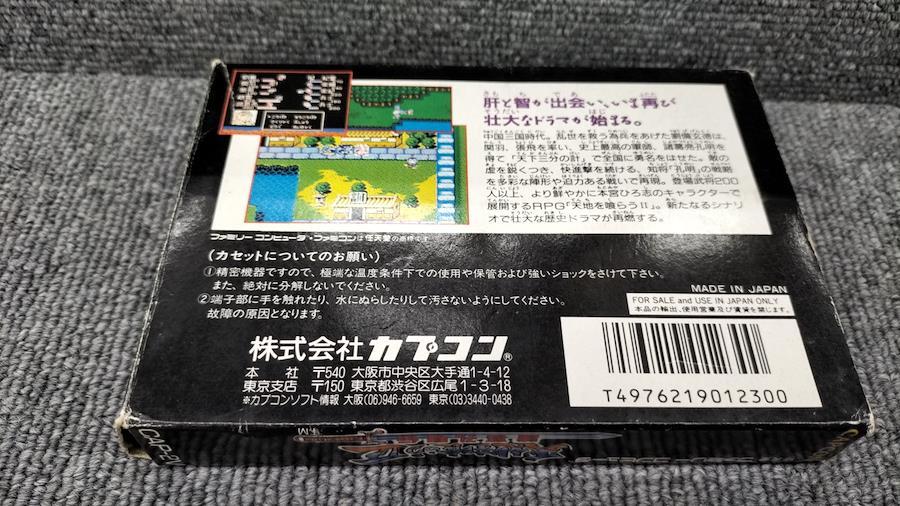 肝と智が出会い、いま再び
壮大なドラマが始まる。
中国三国時代。乱世を救う為兵をあげた劉備玄徳は、
関羽、張飛を率い、史上最高の軍師、諸葛亮孔明を
得て「天下三分の計」で全国に勇名をはせた。敵の
虚を鋭くつき、快進撃を続ける、知将「孔明」の戦略
を多彩な陣形や迫力ある戦いで再現。登場武将200
人以上、より鮮やかに本宮ひろ志のキャラクターで
展開するRPG「天地を喰らうII」。新たなるシナリ
オで壮大な歴史ドラマが再燃する。
ファミリーコンピュータ・ファミコンは任天堂の商標です
〈カセットについてのお願い〉
①精密機器ですので、極端な温度条件下での使用や保管および強いショックをさけて下さい。
また、絶対に分解しないでください。
②端子部に手を触れたり、水にぬらしたりして汚さないようにしてください。
故障の原因となります。
MADE IN JAPAN
FOR SALE and USE IN JAPAN ONLY
本品の輸出、使用営業及び賃貸を禁じます。
株式会社カプコン®
本社 〒540 大阪市中央区大手通1-4-12
東京支店 〒150 東京都渋谷区広尾1-3-18
※カプコンソフト情報 大阪(06)946-6659 東京(03)3440-0438
T4976219012300